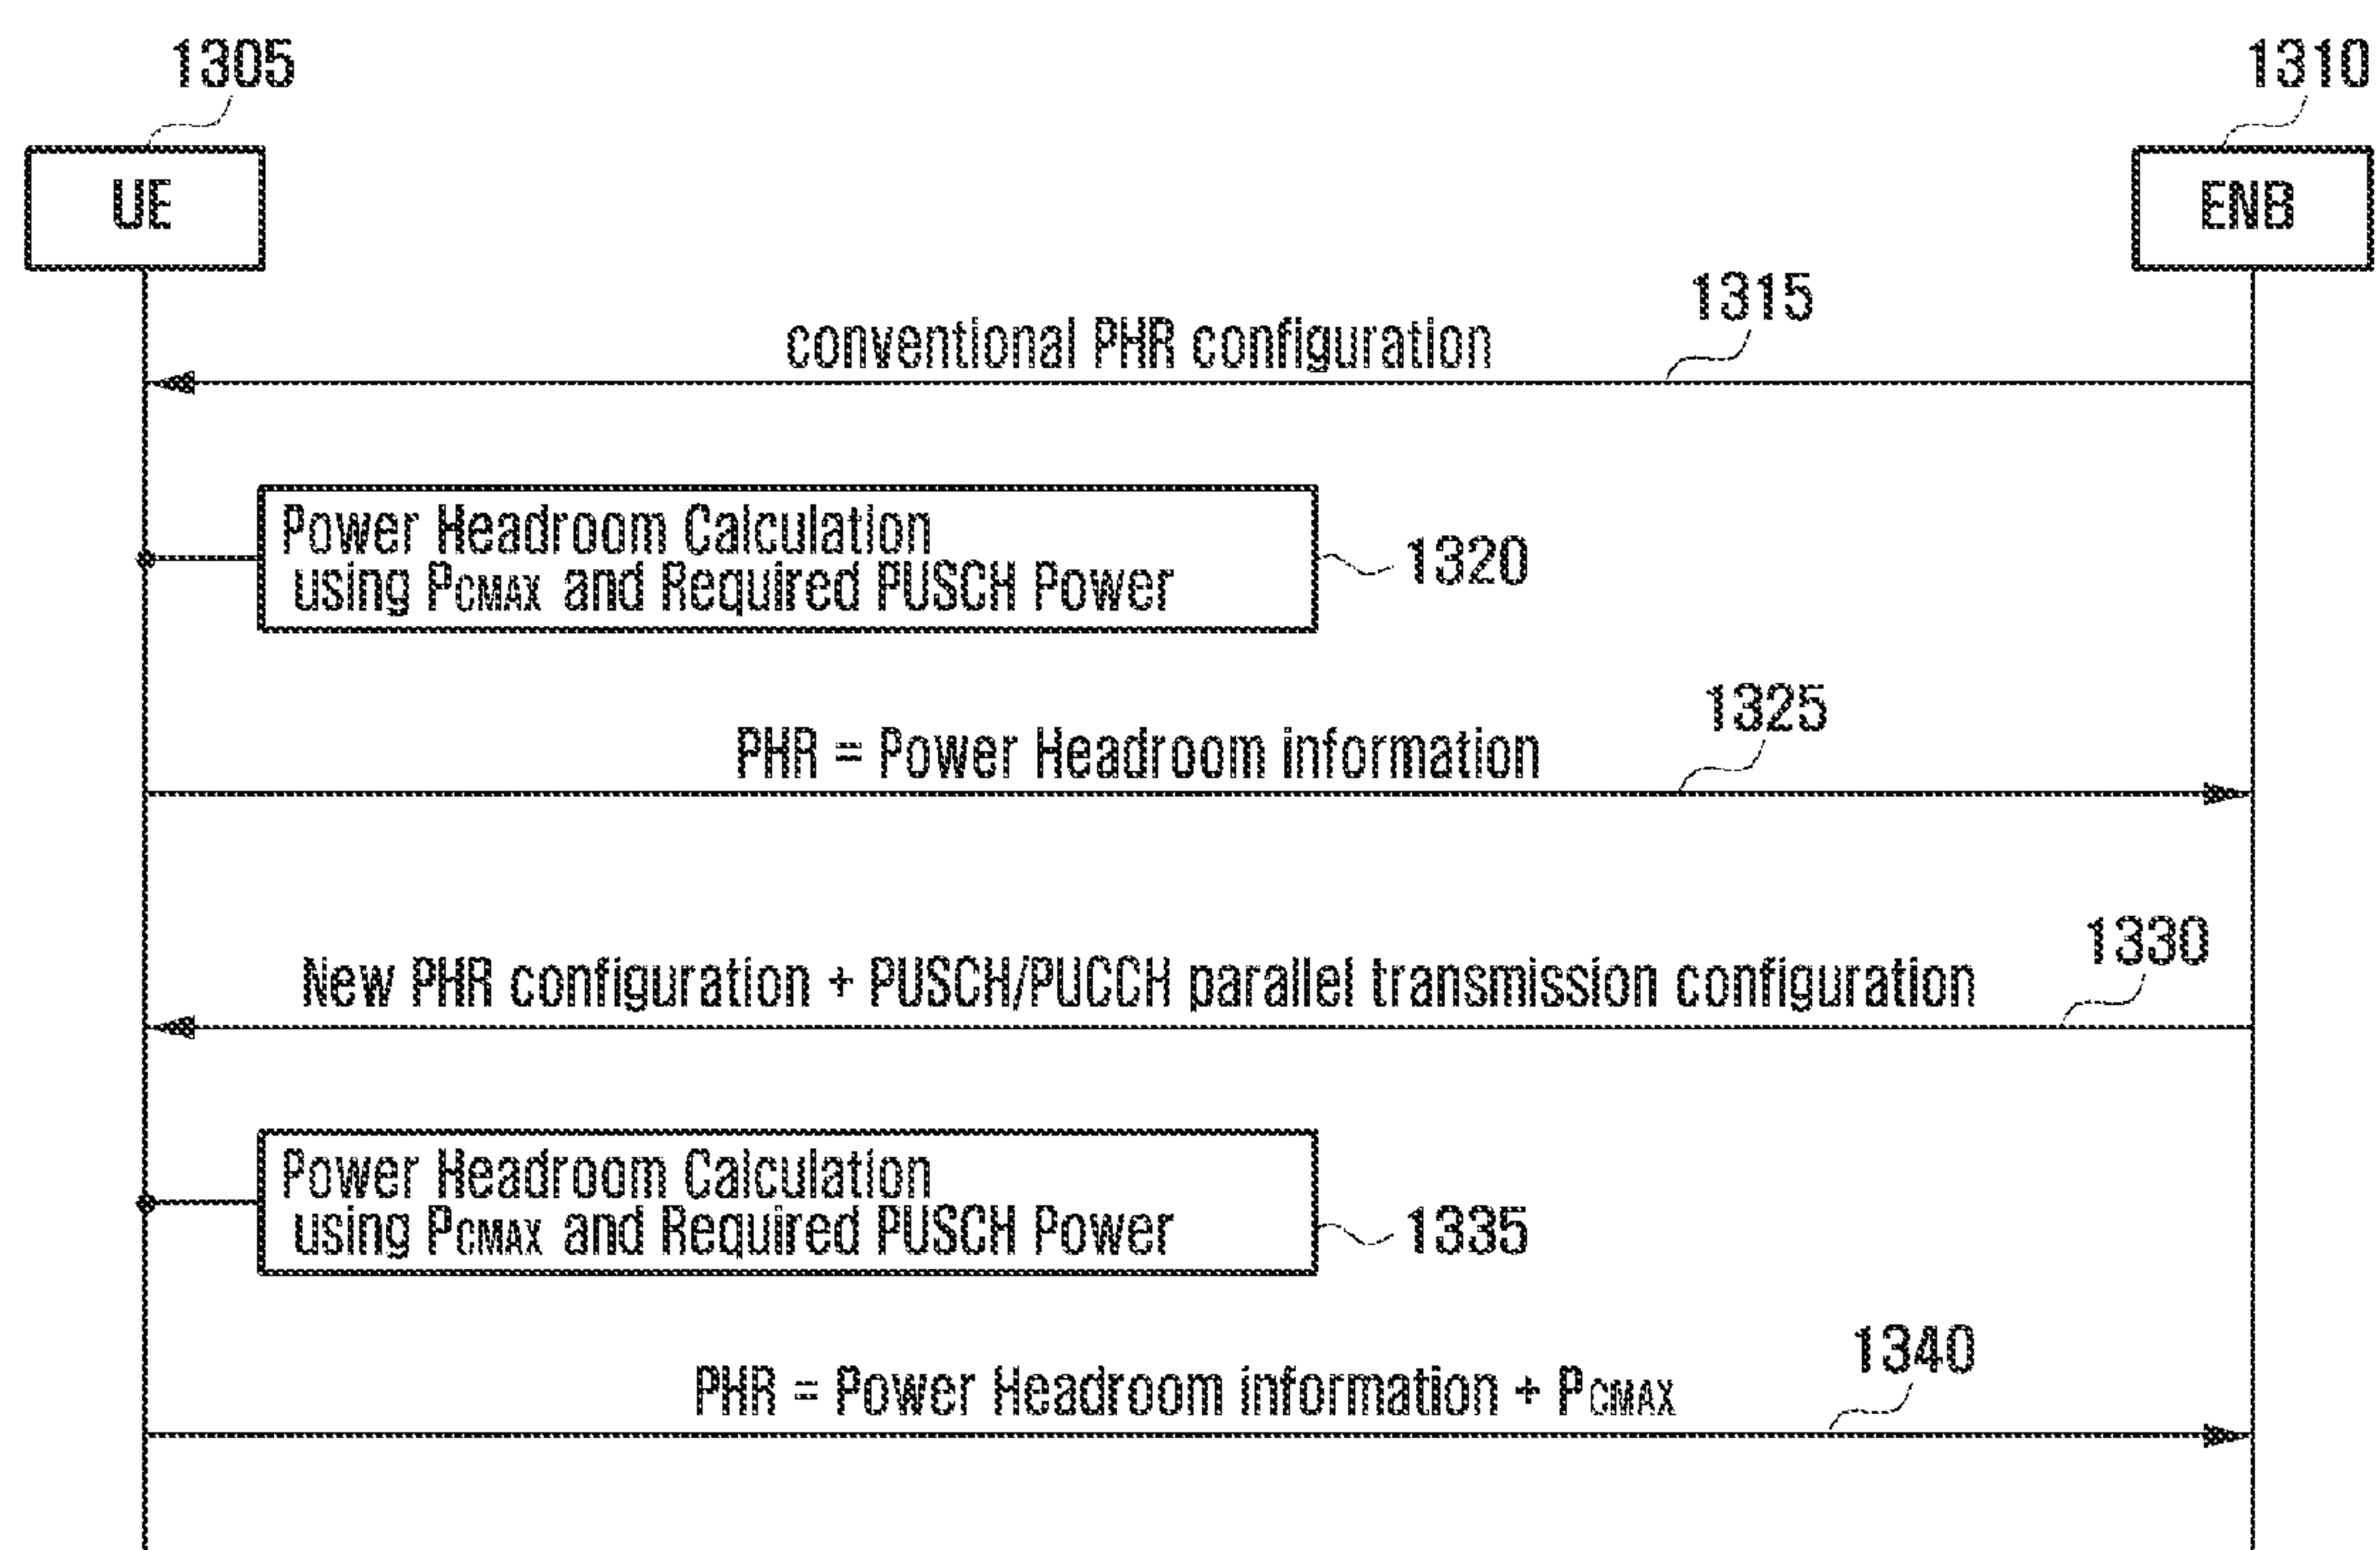 1305
1310
UE
ENB
1315
conventional PHR configuration
Power Headroom Calculation
using PCMAX and Required PUSCH Power
1320
1325
PHR = Power Headroom information
1330
New PHR configuration + PUSCH/PUCCH parallel transmission configuration
Power Headroom Calculation
using PCMAX and Required PUSCH Power
1335
1340
PHR = Power Headroom information + PCMAX